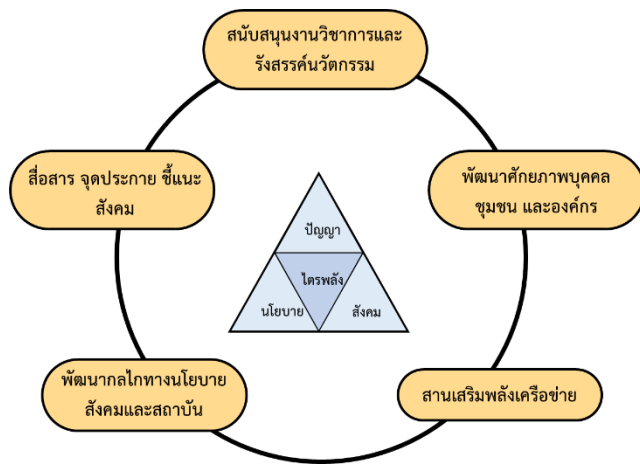 สนับสนุนงานวิชาการและ
รังสรรค์นวัตกรรม
สื่อสาร จุดประกาย ชี้แนะ
สังคม
พัฒนาศักยภาพบุคคล
ชุมชน และองค์กร
ปัญญา
ไตรพลัง
นโยบาย
สังคม
พัฒนากลไกทางนโยบาย
สังคมและสถาบัน
สานเสริมพลังเครือข่าย